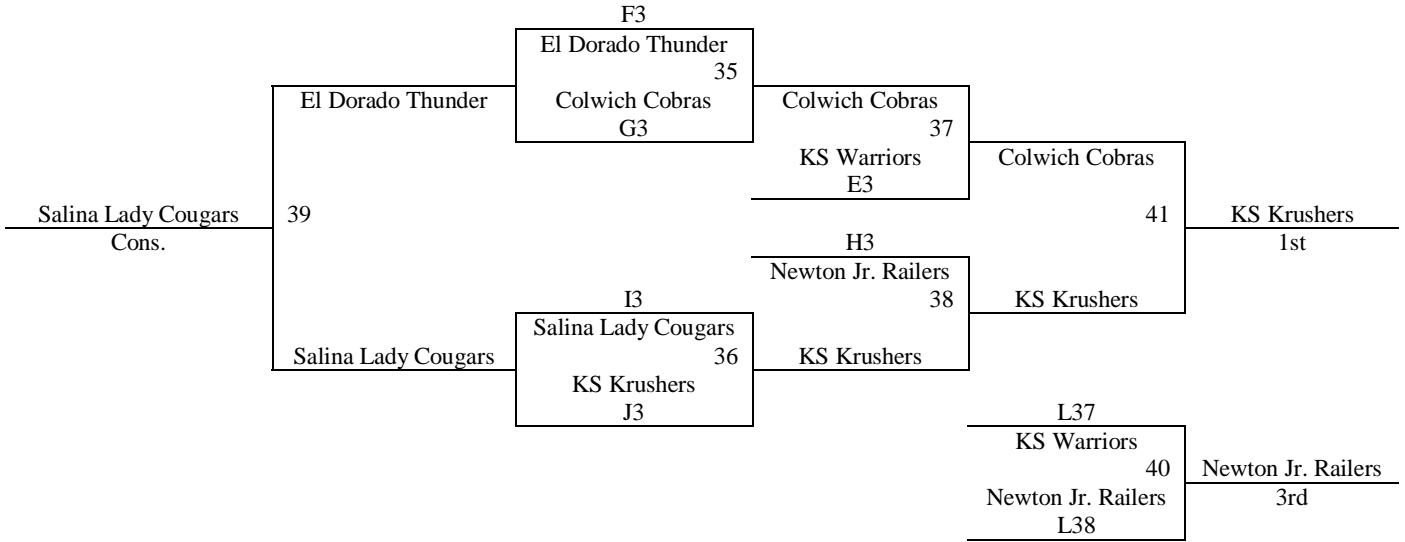 F3
El Dorado Thunder
35
El Dorado Thunder
Colwich Cobras
Colwich Cobras
G3
37
KS Warriors
Colwich Cobras
E3
Salina Lady Cougars
39
41
KS Krushers
Cons.
H3
1st
Newton Jr. Railers
I3
38
KS Krushers
Salina Lady Cougars
Salina Lady Cougars
36
KS Krushers
KS Krushers
J3
L37
KS Warriors
40
Newton Jr. Railers
Newton Jr. Railers
3rd
L38